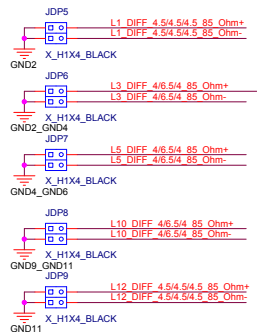 JDP5
L1_DIFF_4.5/4.5/4.5_85_Ohm+
L1_DIFF_4.5/4.5/4.5_85_Ohm-
GND2
X_H1X4_BLACK
JDP6
L3_DIFF_4/6.5/4_85_Ohm+
L3_DIFF_4/6.5/4_85_Ohm-
GND2_GND4
X_H1X4_BLACK
JDP7
L5_DIFF_4/6.5/4_85_Ohm+
L5_DIFF_4/6.5/4_85_Ohm-
GND4_GND6
X_H1X4_BLACK
JDP8
L10_DIFF_4/6.5/4_85_Ohm+
L10_DIFF_4/6.5/4_85_Ohm-
GND9_GND11
X_H1X4_BLACK
JDP9
L12_DIFF_4.5/4.5/4.5_85_Ohm+
L12_DIFF_4.5/4.5/4.5_85_Ohm-
X_H1X4_BLACK
GND11